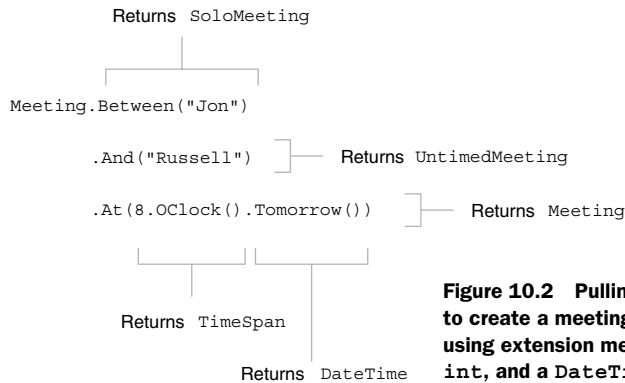 Returns SoloMeeting
Meeting.Between("Jon")
.And("Russell")
Returns UntimedMeeting
.At(8.OClock().Tomorrow())
Returns Meeting
Returns TimeSpan
Returns DateTime
Figure 10.2 Pullin
to create a meeting
using extension me
int, and a DateTi